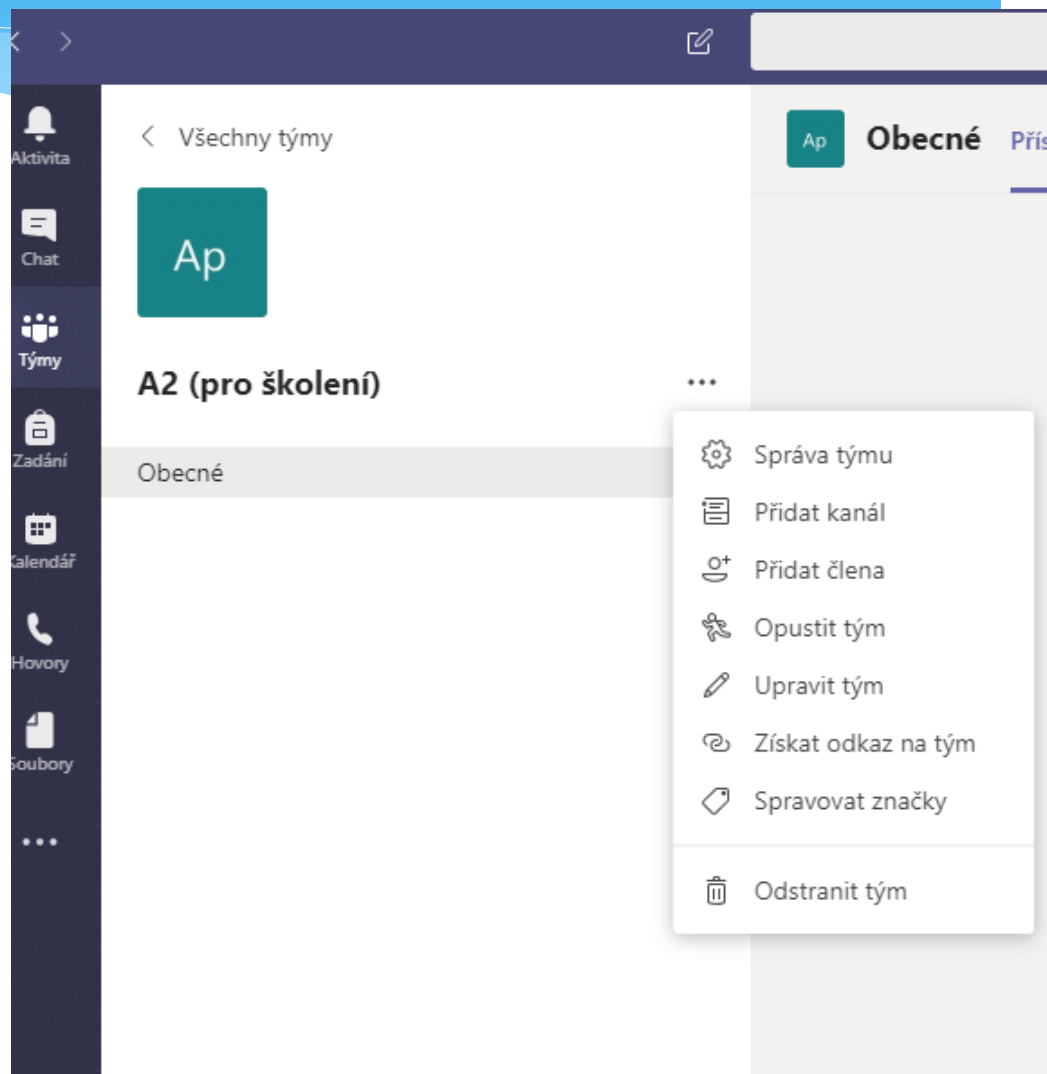 Aktivita
Chat
Týmy
Zadání
Kalendář
Hovory
Soubory
Všechny týmy
Ap
A2 (pro školení)
Obecné
Správa týmu
Přidat kanál
Přidat člena
Opustit tým
Upravit tým
Získat odkaz na tým
Spravovat značky
Odstranit tým
Ap Obecné